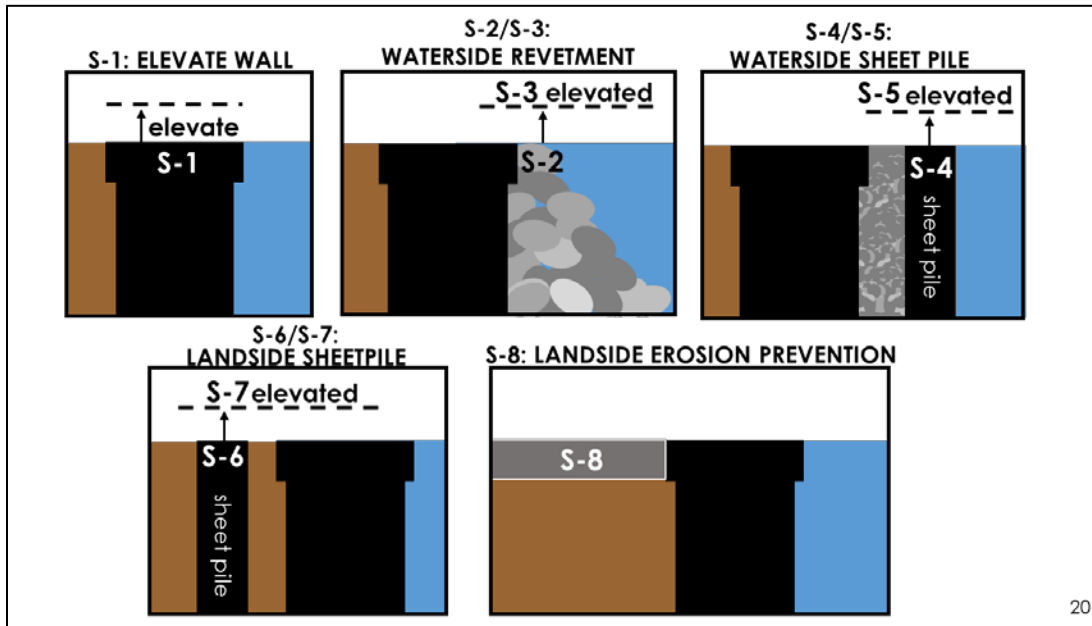 S-1: ELEVATE WALL
elevate
S-1
S-2/S-3:
WATERSIDE REVETMENT
S-3 elevated
S-2
S-4/S-5:
WATERSIDE SHEET PILE
S-5 elevated
S-4
sheet pile
S-6/S-7:
LANDSIDE SHEETPILE
S-7 elevated
S-6
sheet pile
S-8: LANDSIDE EROSION PREVENTION
S-8
20